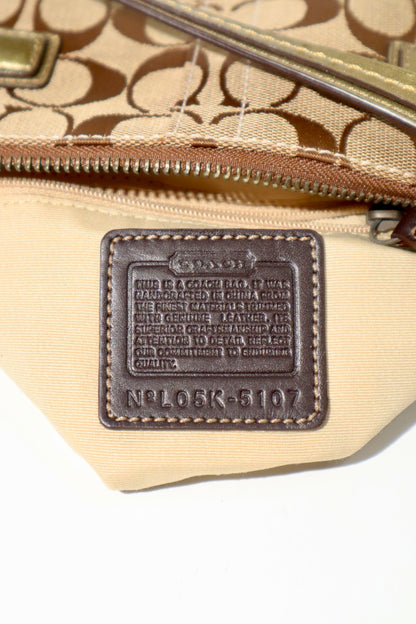 COACH
THIS IS A COACH BAG. IT WAS
HANDCRAFTED IN CHINA FROM
THE FINEST MATERIALS TRIMMED
WITH GENUINE LEATHER. ITS
SUPERIOR CRAFTSMANSHIP AND
ATTENTION TO DETAIL REFLECT
OUR COMMITMENT TO ENDURING
QUALITY.
Nº L05K-5107